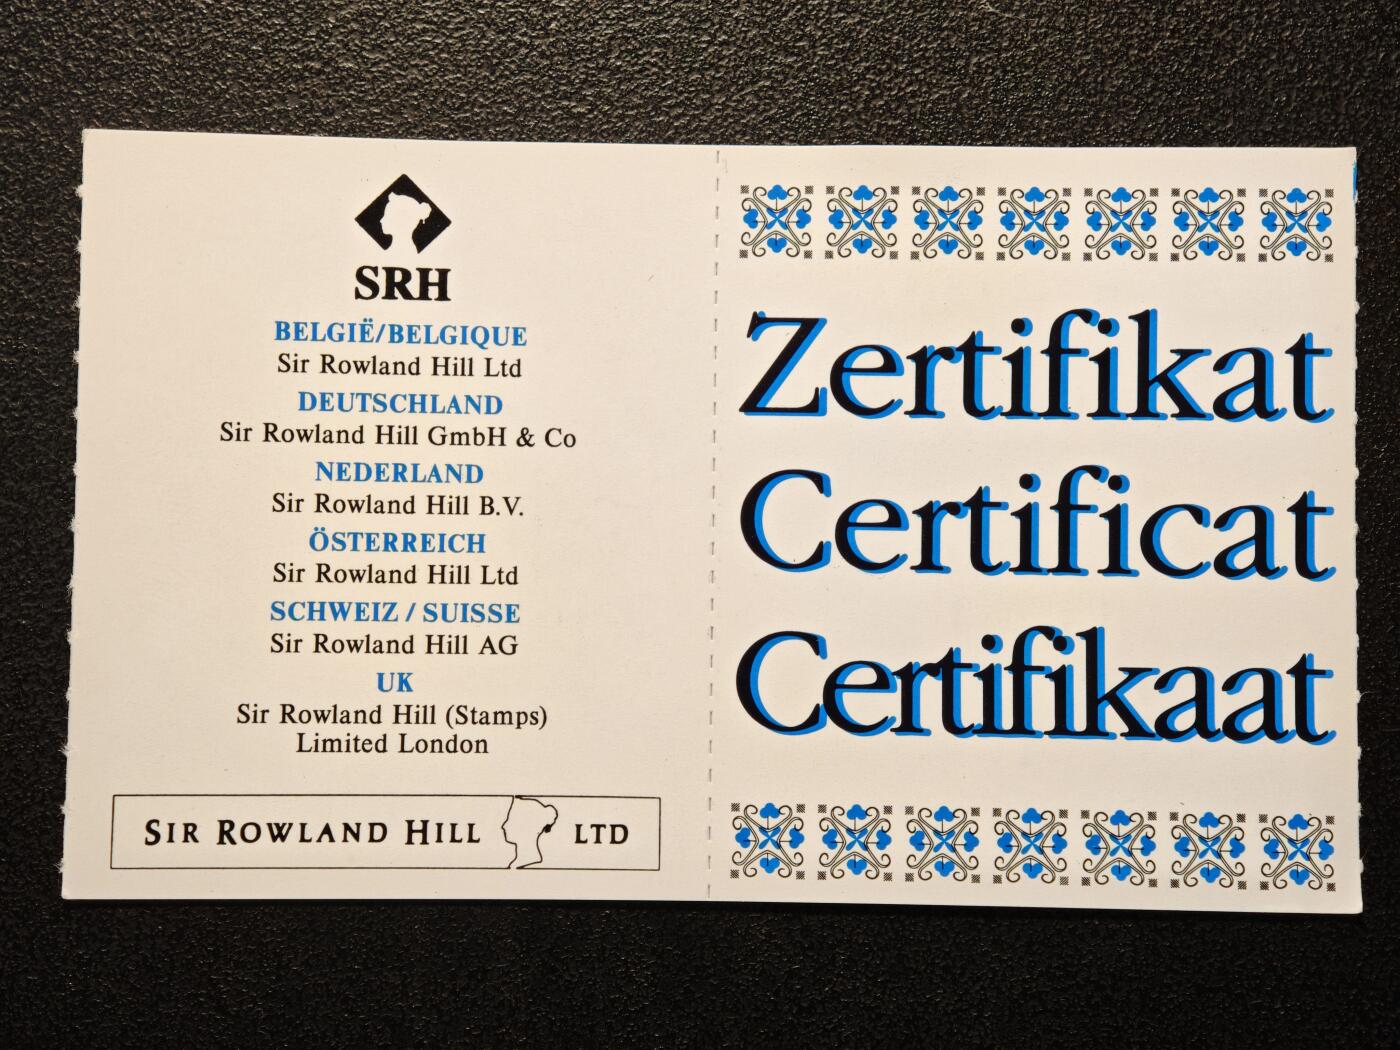 SRH
BELGIË/BELGIQUE
Sir Rowland Hill Ltd
DEUTSCHLAND
Sir Rowland Hill GmbH & Co
NEDERLAND
Sir Rowland Hill B.V.
ÖSTERREICH
Sir Rowland Hill Ltd
SCHWEIZ / SUISSE
Sir Rowland Hill AG
UK
Sir Rowland Hill (Stamps)
Limited London
SIR ROWLAND HILL LTD
Zertifikat
Certificat
Certifikaat